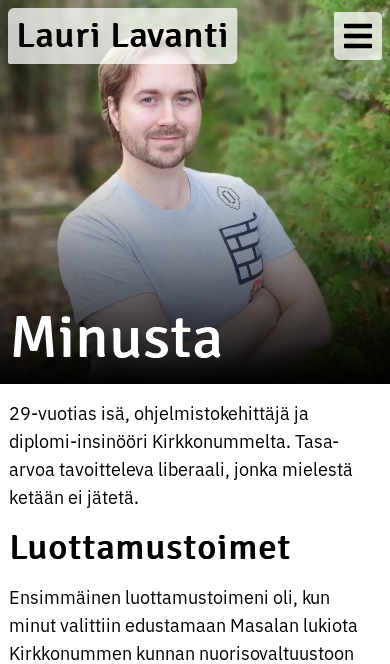 Lauri Lavanti
Minusta
29-vuotias isä, ohjelmistokehittäjä ja
diplomi-insinööri Kirkkonummelta. Tasa-
arvoa tavoitteleva liberaali, jonka mielestä
ketään ei jätetä.
Luottamustoimet
Ensimmäinen luottamustoimeni oli, kun
minut valittiin edustamaan Masalan lukiota
Kirkkonummen kunnan nuorisovaltuustoon